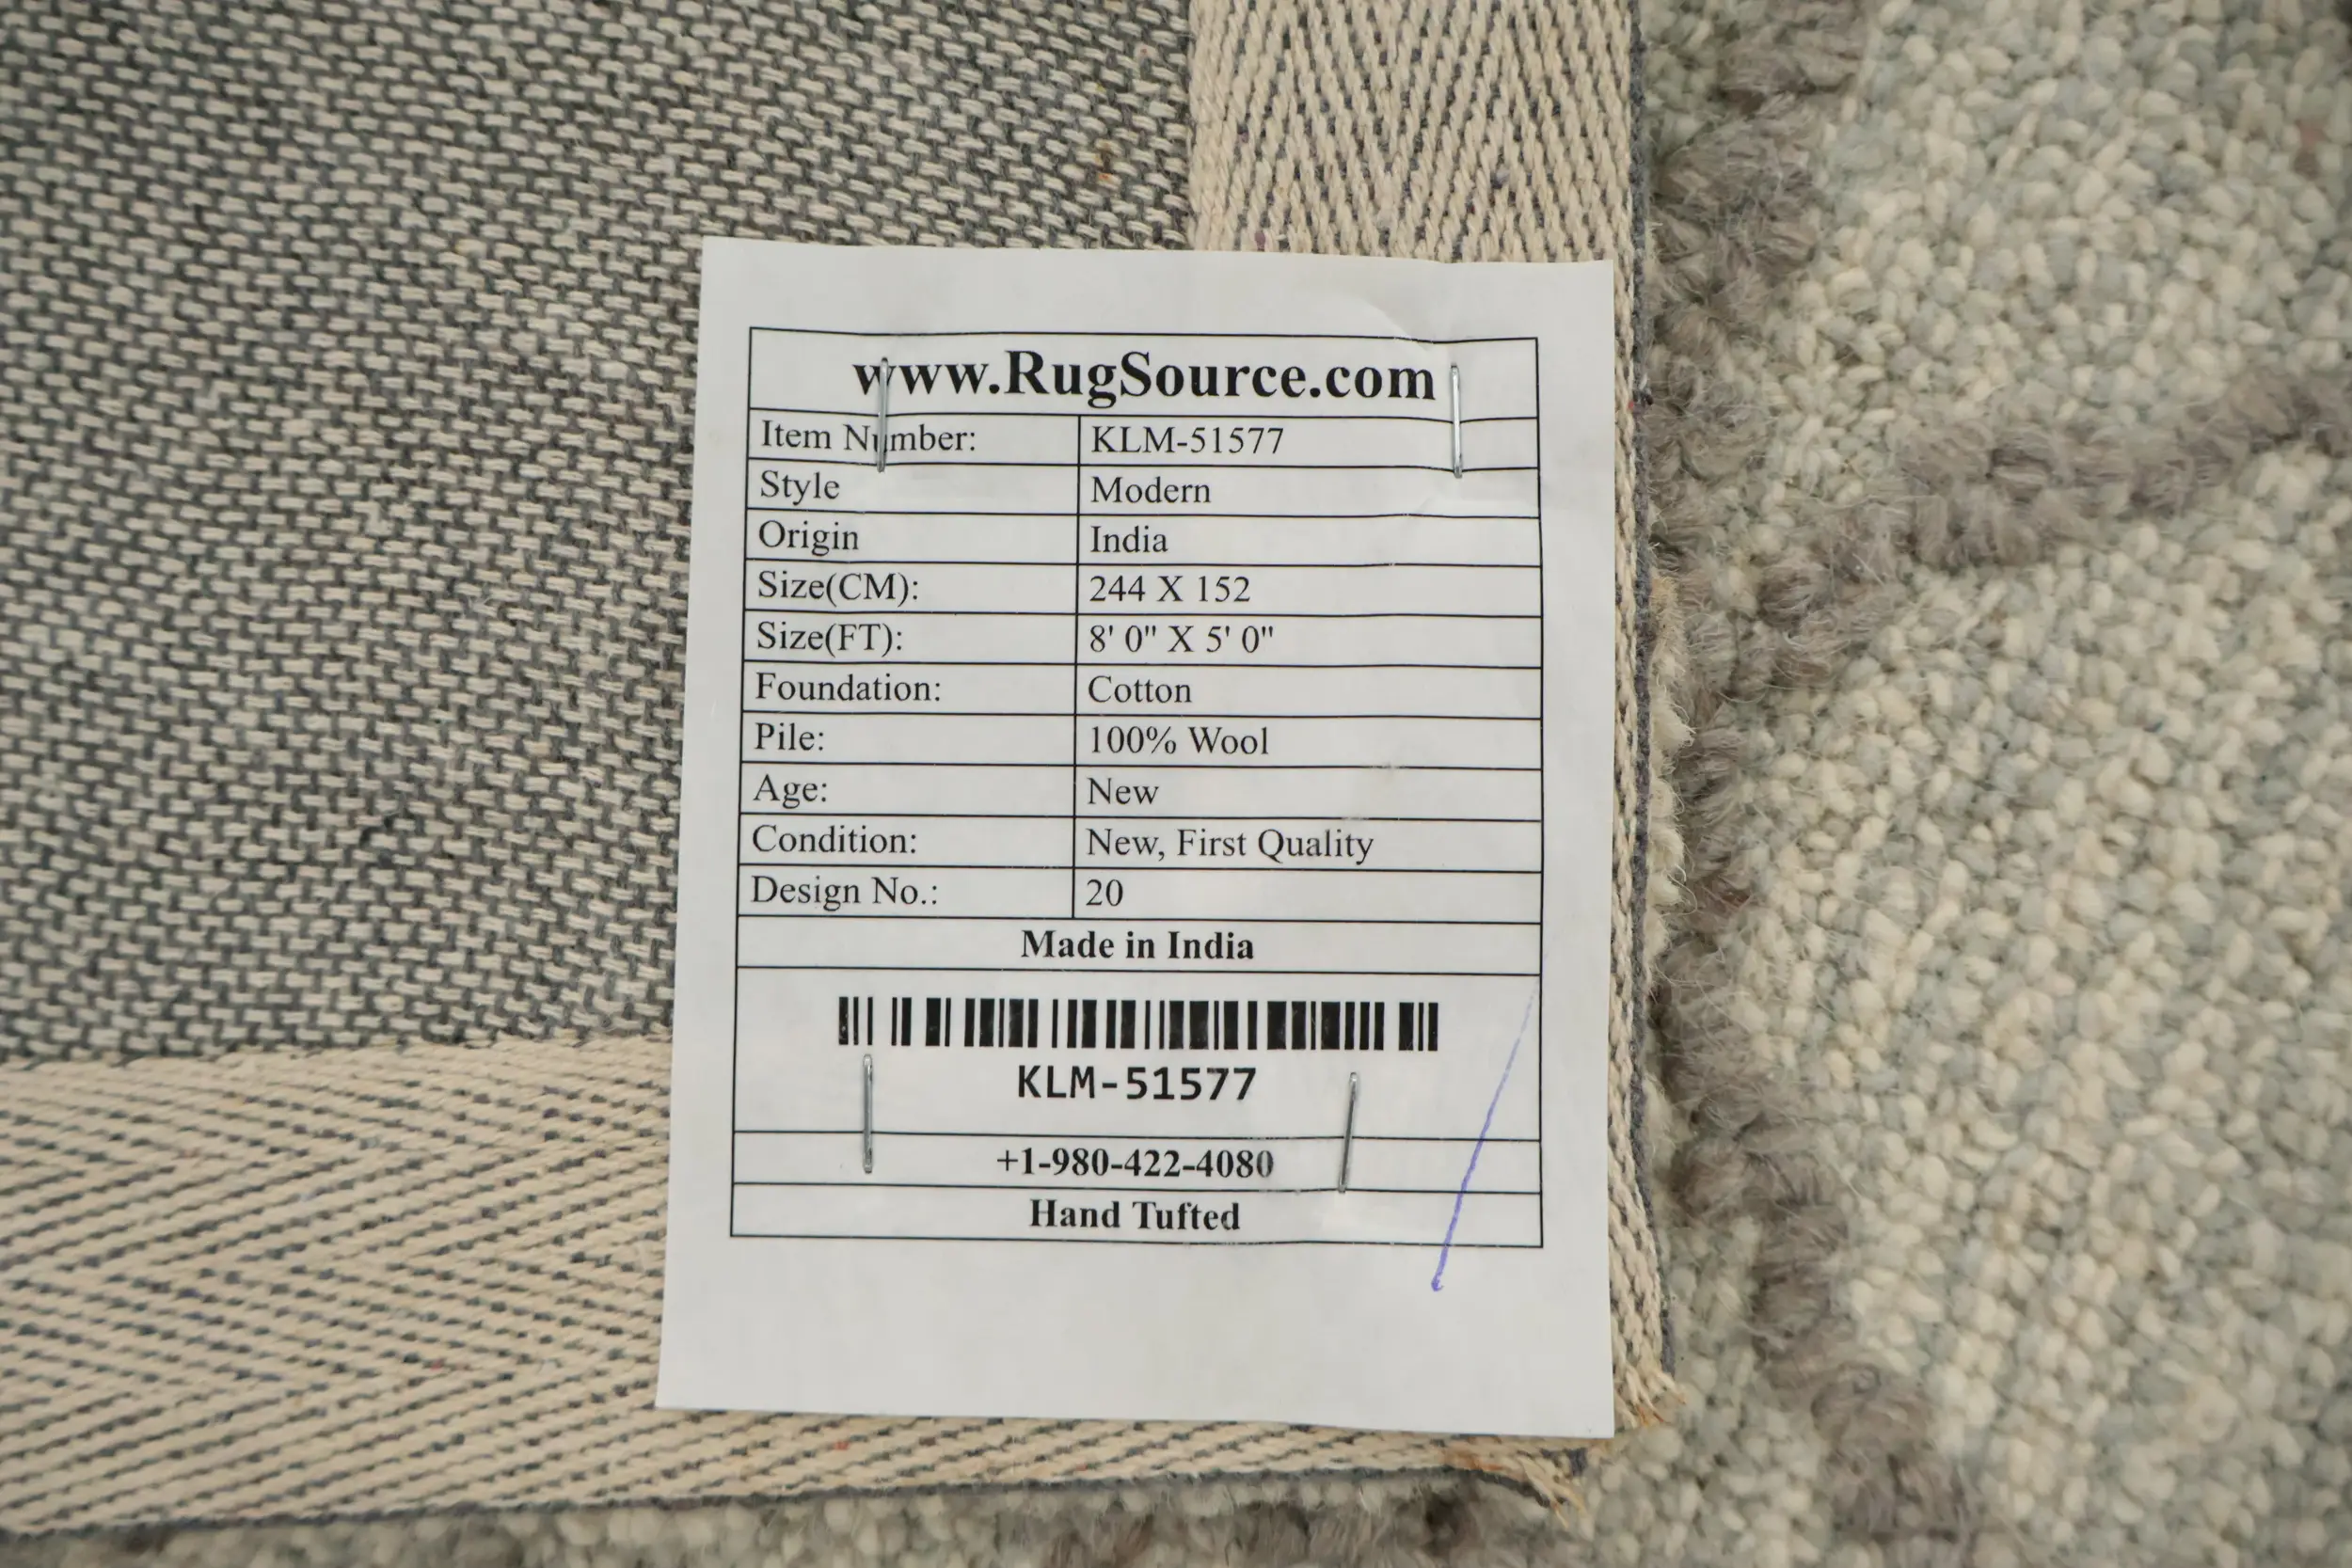 www.RugSource.com
Item Number: KLM-51577
Style Modern
Origin India
Size(CM): 244 X 152
Size(FT): 8' 0" X 5' 0"
Foundation: Cotton
Pile: 100% Wool
Age: New
Condition: New, First Quality
Design No.: 20
Made in India
KLM-51577
+1-980-422-4080
Hand Tufted